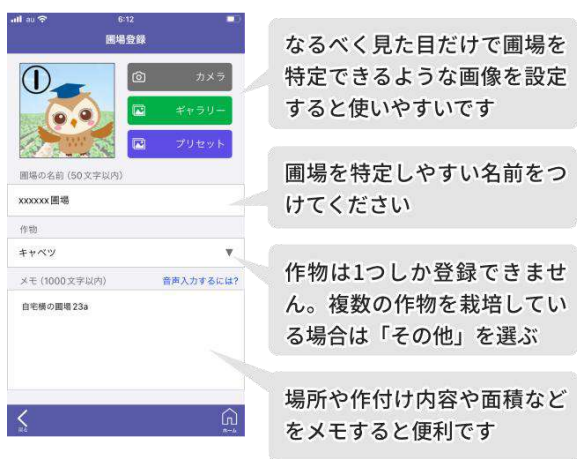 au 6:12
圃場登録
①
カメラ
ギャラリー
プリセット
圃場の名前（50文字以内）
xxxxxx圃場
作物
キャベツ
メモ（1000文字以内） 音声入力するには?
自宅横の圃場23a
戻る
ホーム
なるべく見た目だけで圃場を
特定できるような画像を設定
すると使いやすいです
圃場を特定しやすい名前をつ
けてください
作物は1つしか登録できませ
ん。複数の作物を栽培してい
る場合は「その他」を選ぶ
場所や作付け内容や面積など
をメモすると便利です